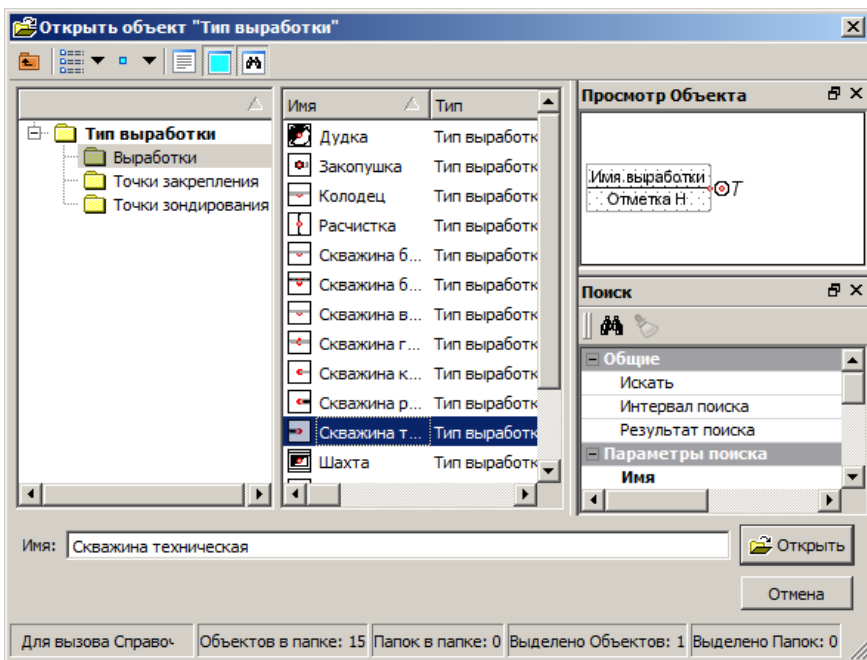 Открыть объект "Тип выработки"
Тип выработки
Выработки
Точки закрепления
Точки зондирования
Имя Тип
Дудка Тип выработк
Закопушка Тип выработк
Колодец Тип выработк
Расчистка Тип выработк
Скважина б... Тип выработк
Скважина б... Тип выработк
Скважина в... Тип выработк
Скважина г... Тип выработк
Скважина к... Тип выработк
Скважина р... Тип выработк
Скважина т... Тип выработк
Шахта Тип выработк
Просмотр Объекта
Имя выработки
Отметка Н
Т
Поиск
Общие
Искать
Интервал поиска
Результат поиска
Параметры поиска
Имя
Имя: Скважина техническая
Открыть
Отмена
Для вызова Справоч Объектов в папке: 15 Папок в папке: 0 Выделено Объектов: 1 Выделено Папок: 0